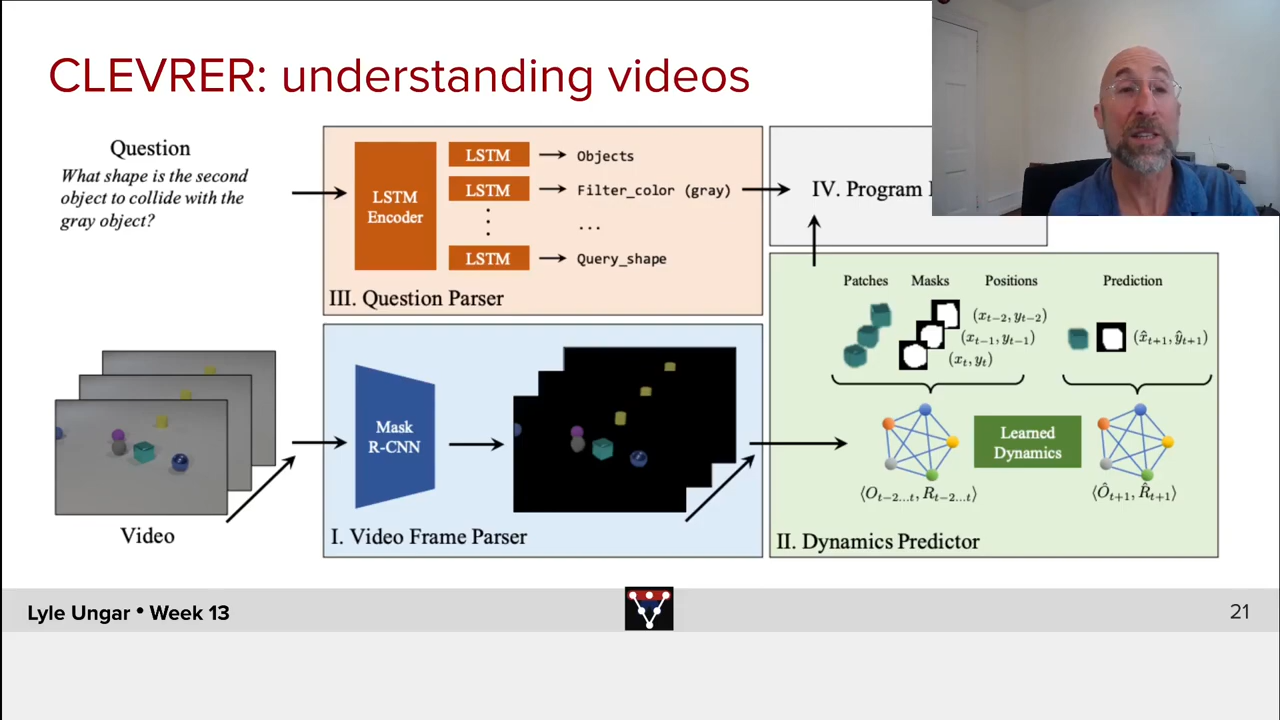 CLEVRER: understanding videos
Question
What shape is the second
object to collide with the
gray object?
LSTM
Encoder
LSTM
Objects
LSTM
Filter_color (gray)
...
LSTM
Query_shape
III. Question Parser
IV. Program
Video
Mask
R-CNN
I. Video Frame Parser
Patches
Masks
Positions
Prediction
(x_{t−2}, y_{t−2})
(x_{t−1}, y_{t−1})
(x_t, y_t)
(x̂_{t+1}, ŷ_{t+1})
Learned
Dynamics
⟨O_{t−2…t}, R_{t−2…t}⟩
⟨Ô_{t+1}, R̂_{t+1}⟩
II. Dynamics Predictor
Lyle Ungar • Week 13
21